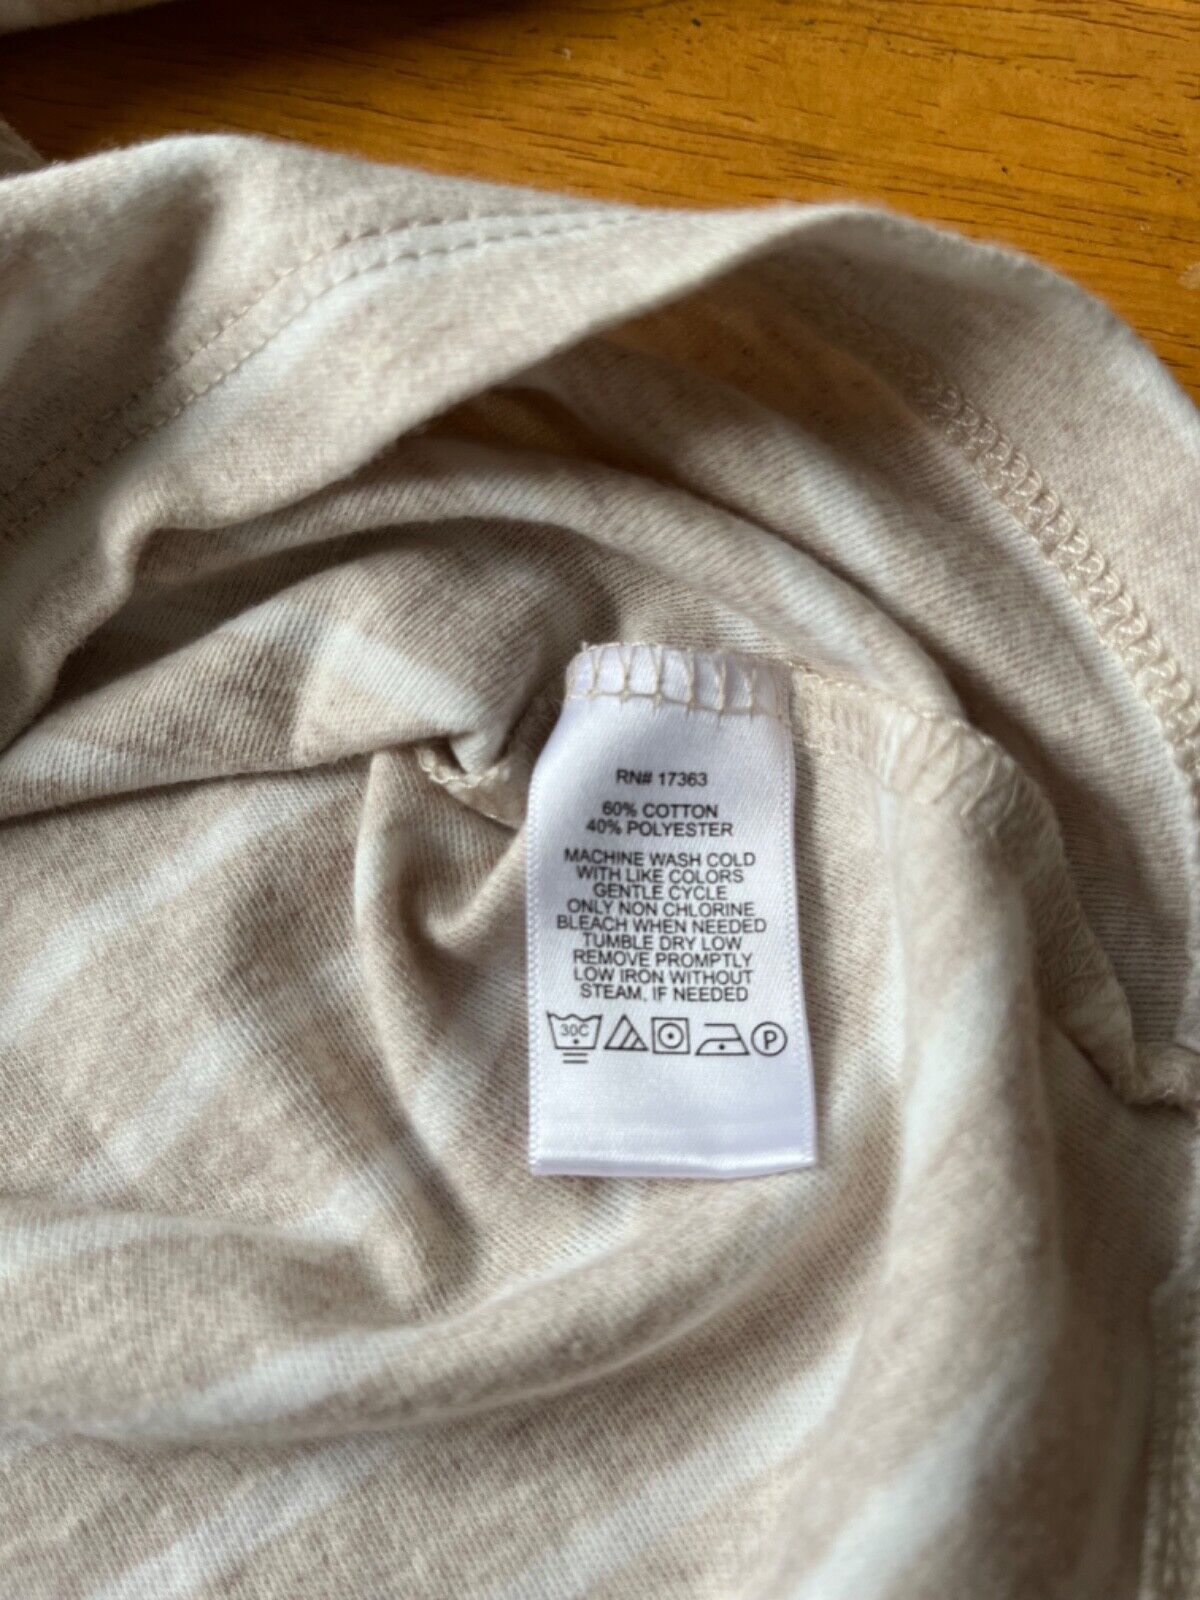 RN# 17363
60% COTTON
40% POLYESTER
MACHINE WASH COLD
WITH LIKE COLORS
GENTLE CYCLE
ONLY NON CHLORINE
BLEACH WHEN NEEDED
TUMBLE DRY LOW
REMOVE PROMPTLY
LOW IRON WITHOUT
STEAM, IF NEEDED
30C P